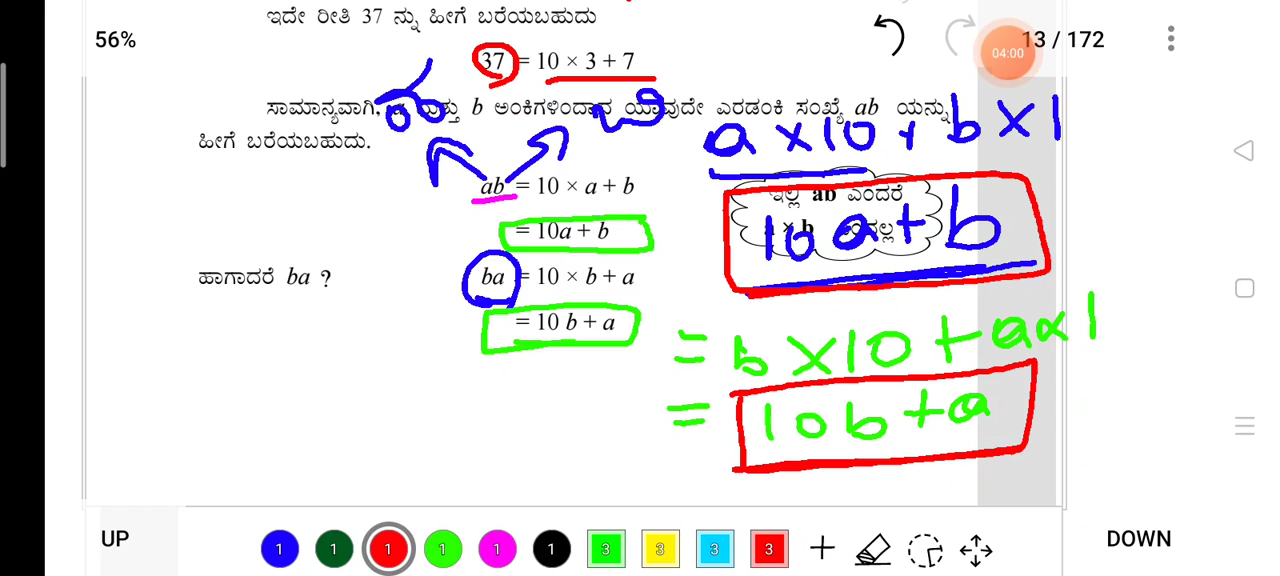 ಇದೇ ರೀತಿ 37 ನ್ನು ಹೀಗೆ ಬರೆಯಬಹುದು
56%
13 / 172
04:00
37 = 10 × 3 + 7
ಸಾಮಾನ್ಯವಾಗಿ, a ಮತ್ತು b ಅಂಕಿಗಳಿಂದಾದ ಯಾವುದೇ ಎರಡಂಕಿ ಸಂಖ್ಯೆ ab ಯನ್ನು
ಹೀಗೆ ಬರೆಯಬಹುದು.
a × 10 + b × 1
ab = 10 × a + b
ಇಲ್ಲಿ ab ಎಂದರೆ
a × b ಎಂದಲ್ಲ
= 10a + b
10a + b
ಹಾಗಾದರೆ ba ?
ba = 10 × b + a
= 10 b + a
= b × 10 + a × 1
= 10b + a
UP
1 1 1 1 1 1 3 3 3 3
DOWN